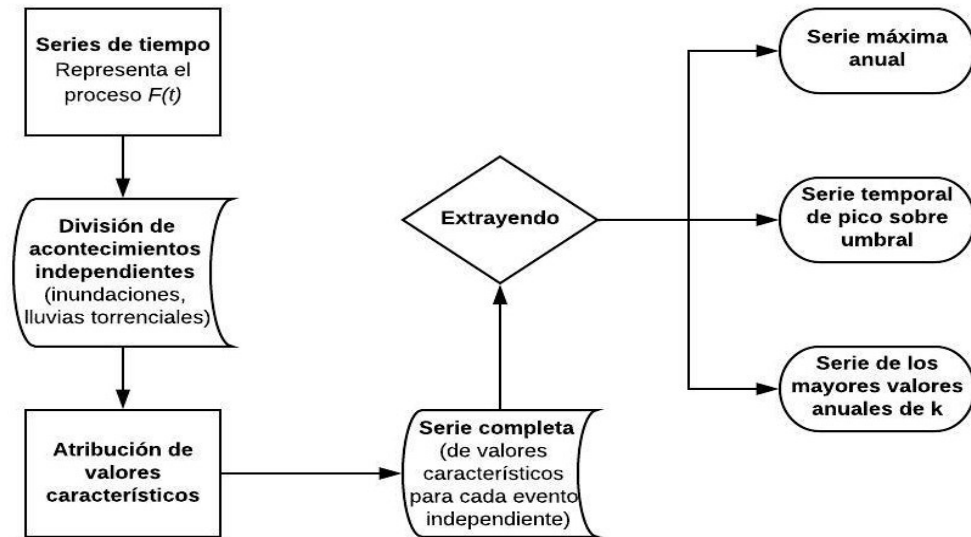 Series de tiempo
Representa el
proceso F(t)
División de
acontecimientos
independientes
(inundaciones,
lluvias torrenciales)
Atribución de
valores
característicos
Serie completa
(de valores
característicos
para cada evento
independiente)
Extrayendo
Serie máxima
anual
Serie temporal
de pico sobre
umbral
Serie de los
mayores valores
anuales de k